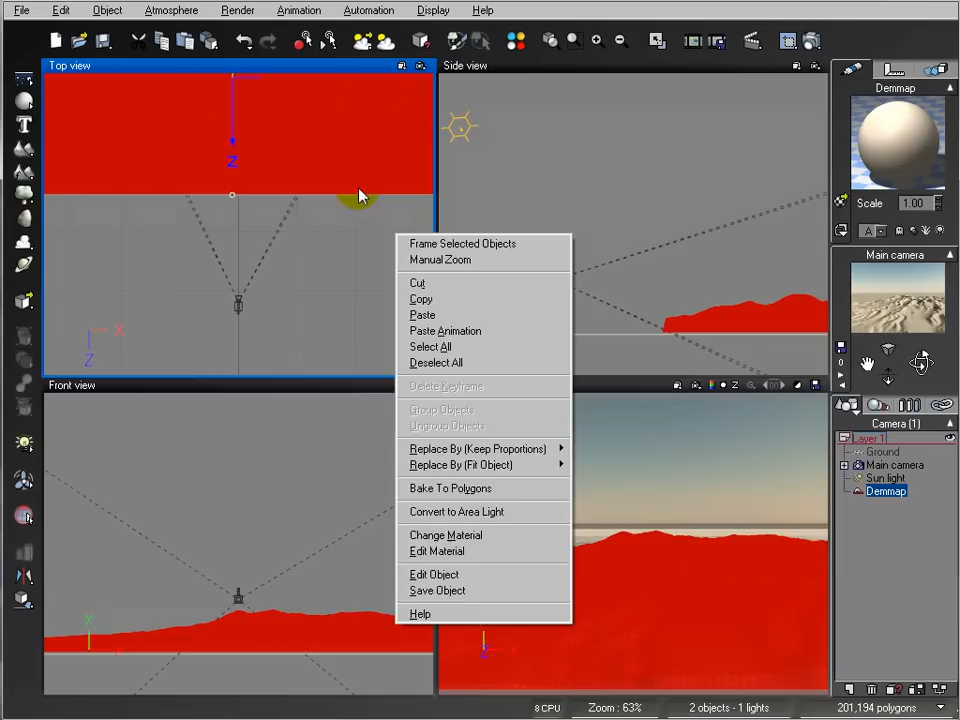 File Edit Object Atmosphere Render Animation Automation Display Help
Top view
Side view
Z
X
Z
Demmap
Scale 1.00
A
Main camera
0
Frame Selected Objects
Manual Zoom
Cut
Copy
Paste
Paste Animation
Select All
Deselect All
Delete Keyframe
Group Objects
Ungroup Objects
Replace By (Keep Proportions)
Replace By (Fit Object)
Bake To Polygons
Convert to Area Light
Change Material
Edit Material
Edit Object
Save Object
Help
Front view
Z
y
Z
Camera (1)
Layer 1
Ground
Main camera
Sun light
Demmap
8 CPU Zoom : 63% 2 objects - 1 lights 201,194 polygons